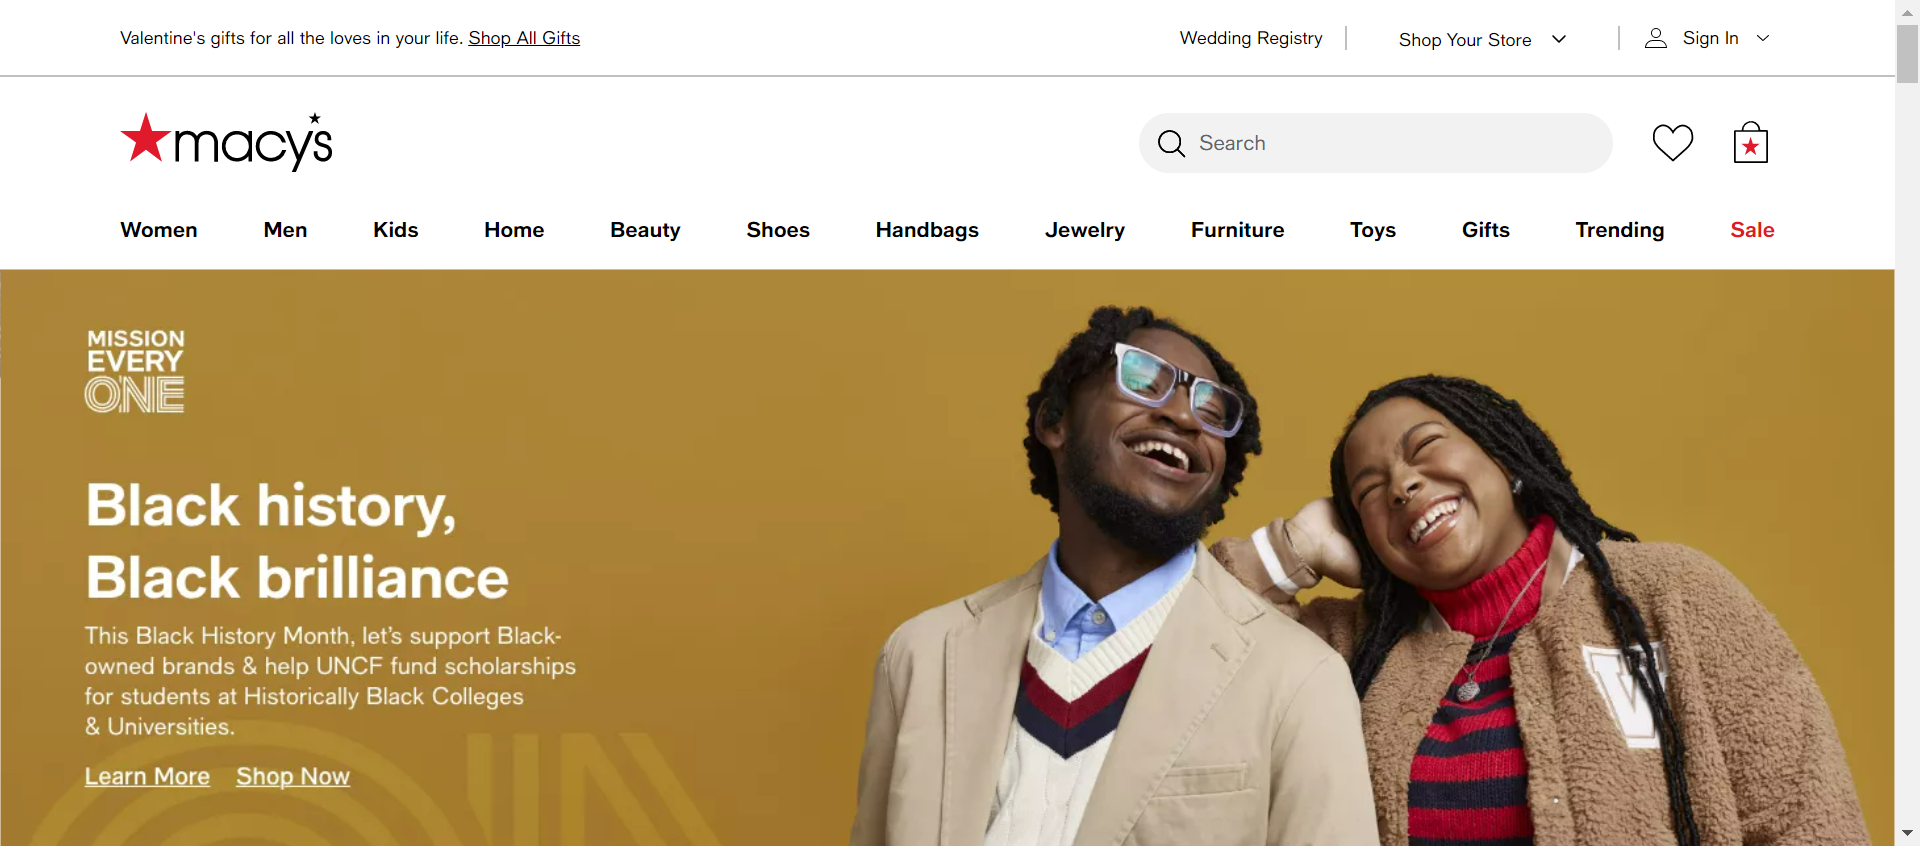 Valentine's gifts for all the loves in your life. Shop All Gifts
Wedding Registry
Shop Your Store
Sign In
macy's
Search
Women Men Kids Home Beauty Shoes Handbags Jewelry Furniture Toys Gifts Trending Sale
MISSION
EVERY
ONE
Black history,
Black brilliance
This Black History Month, let's support Black-
owned brands & help UNCF fund scholarships
for students at Historically Black Colleges
& Universities.
Learn More Shop Now
W